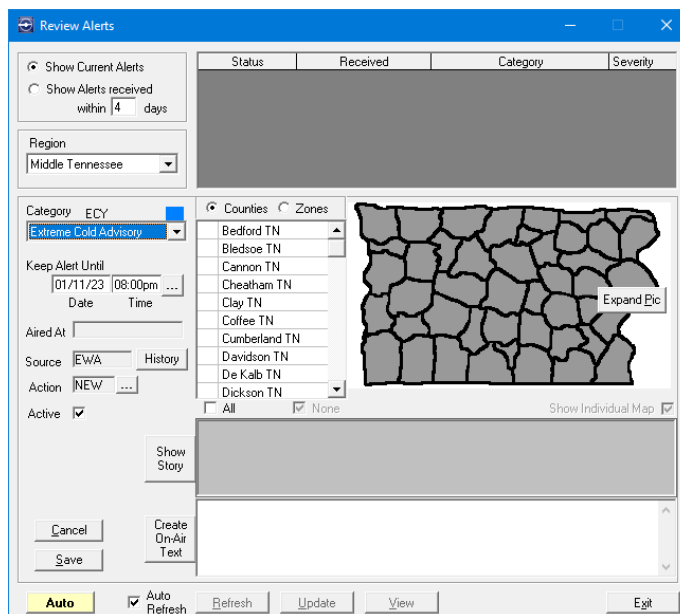 Review Alerts
Show Current Alerts
Show Alerts received
within 4 days
Status Received Category Severity
Region
Middle Tennessee
Category ECY
Extreme Cold Advisory
Keep Alert Until
01/11/23 08:00pm ...
Date Time
Aired At
Source EWA History
Action NEW ...
Active
Counties Zones
Bedford TN
Bledsoe TN
Cannon TN
Cheatham TN
Clay TN
Coffee TN
Cumberland TN
Davidson TN
De Kalb TN
Dickson TN
Expand Pic
All None Show Individual Map
Show
Story
Create
On-Air
Text
Cancel
Save
Auto
Auto
Refresh
Refresh Update View Exit